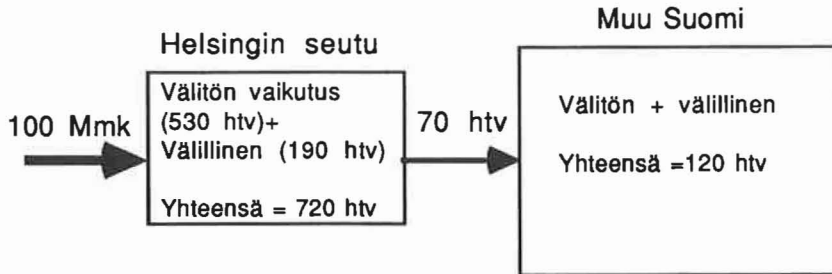 Helsingin seutu
Muu Suomi
100 Mmk
Välitön vaikutus
(530 htv)+
Välillinen (190 htv)
Yhteensä = 720 htv
70 htv
Välitön + välillinen
Yhteensä =120 htv